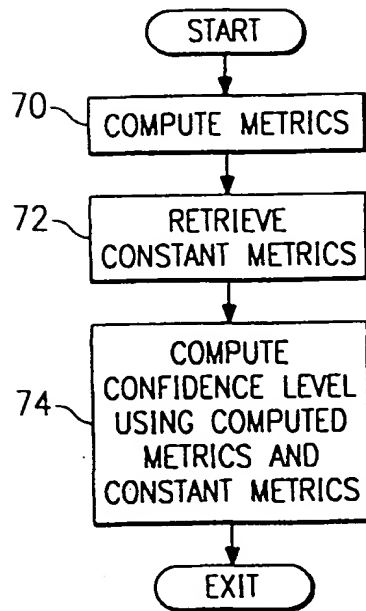 START
70
COMPUTE METRICS
72
RETRIEVE
CONSTANT METRICS
74
COMPUTE
CONFIDENCE LEVEL
USING COMPUTED
METRICS AND
CONSTANT METRICS
EXIT